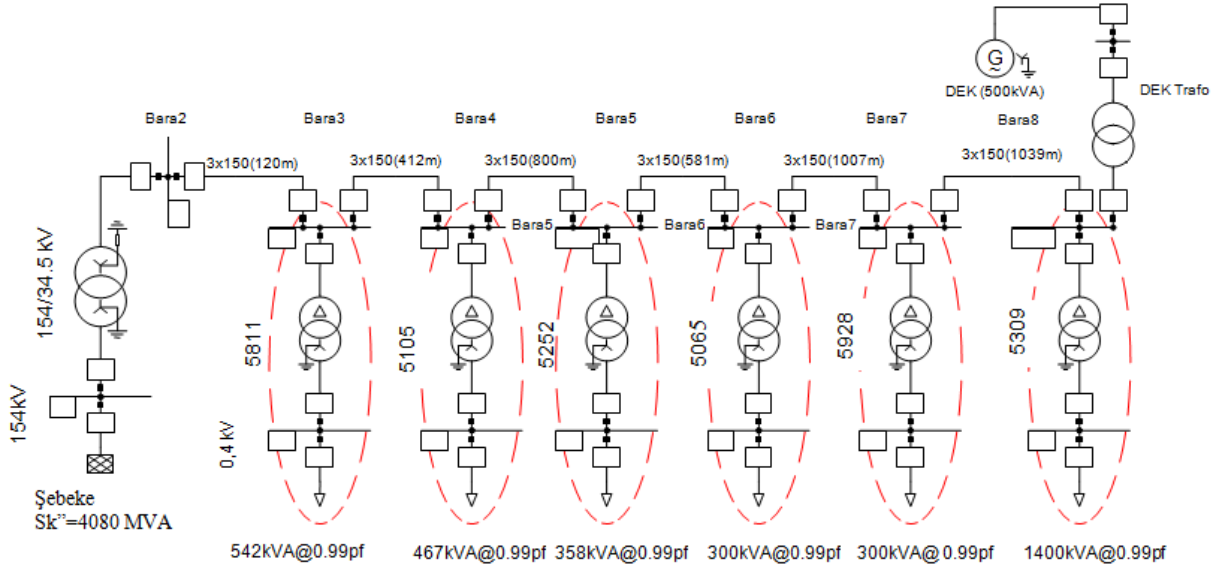 G
~
DEK (500kVA)
DEK Trafo
Bara2
Bara3
Bara4
Bara5
Bara6
Bara7
Bara8
3x150(120m)
3x150(412m)
3x150(800m)
3x150(581m)
3x150(1007m)
3x150(1039m)
Bara5
Bara6
Bara7
154/34.5 kV
5811
5105
5252
5065
5928
5309
154kV
0,4 kV
Şebeke
Sk”=4080 MVA
542kVA@0.99pf
467kVA@0.99pf
358kVA@0.99pf
300kVA@0.99pf
300kVA@0.99pf
1400kVA@0.99pf